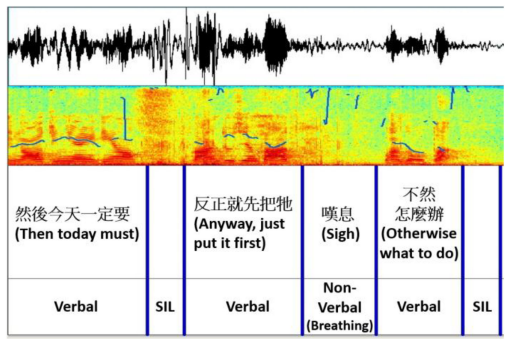 然後今天一定要
(Then today must)
反正就先把牠
(Anyway, just
put it first)
嘆息
(Sigh)
不然
怎麼辦
(Otherwise
what to do)
Verbal
SIL
Verbal
Non-
Verbal
(Breathing)
Verbal
SIL